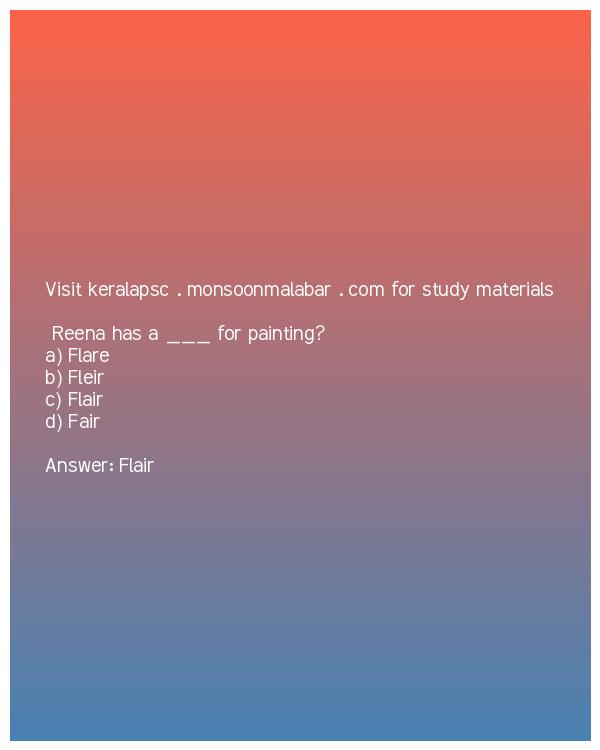 Visit keralapsc . monsoonmalabar . com for study materials
Reena has a ___ for painting?
a) Flare
b) Fleir
c) Flair
d) Fair
Answer: Flair